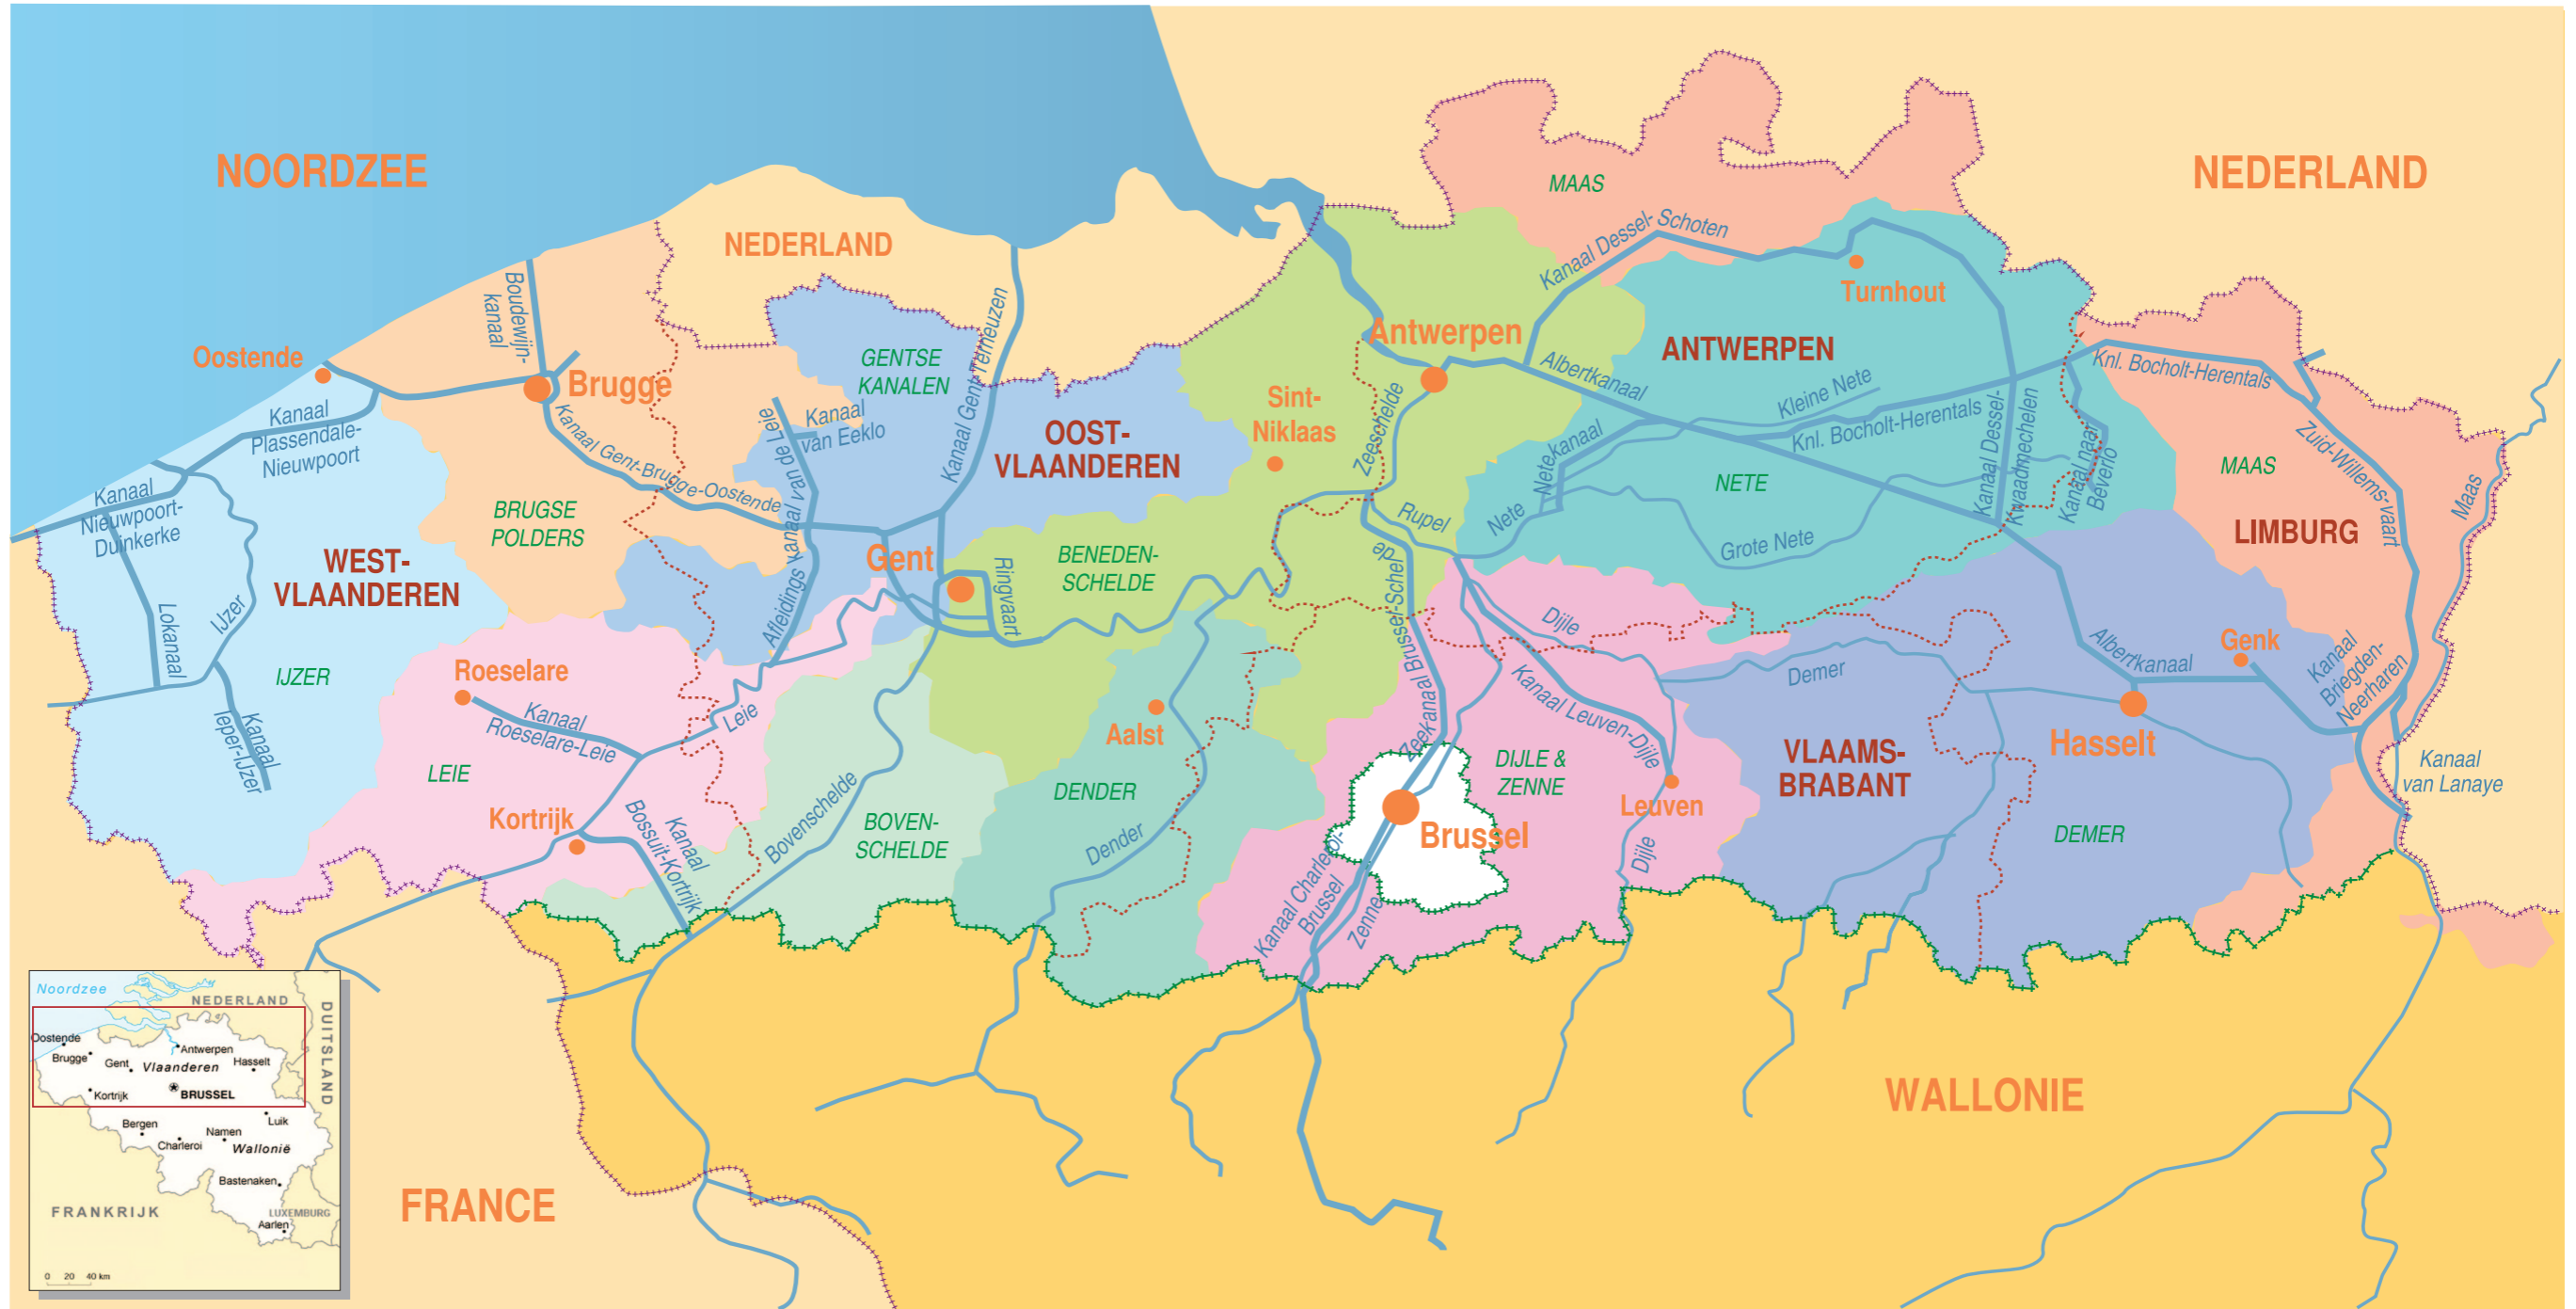 NOORDZEE
NEDERLAND
NEDERLAND
MAAS
Kanaal Dessel- Schoten
Turnhout
Boudewijn-
kanaal
Oostende
Brugge
GENTSE
KANALEN
Kanaal Gent-Terneuzen
Antwerpen
ANTWERPEN
Albertkanaal
Kleine Nete
Knl. Bocholt-Herentals
Knl. Bocholt-Herentals
Kanaal
Plassendale-
Nieuwpoort
Kanaal
van Eeklo
Afleidings kanaal van de Leie
Kanaal Gent-Brugge-Oostende
OOST-
VLAANDEREN
Sint-
Niklaas
Zeeschelde
Netekanaal
NETE
Kanaal Dessel-
Kwaadmechelen
Kanaal naar
Beverlo
MAAS
Zuid-Willems-vaart
Maas
Kanaal
Nieuwpoort-
Duinkerke
BRUGSE
POLDERS
Rupel
Nete
Grote Nete
LIMBURG
WEST-
VLAANDEREN
Gent
Ringvaart
BENEDEN-
SCHELDE
Lokanaal
IJzer
IJZER
Zeekanaal Brussel-Schelde
Dijle
Demer
Albertkanaal
Genk
Kanaal
Briegden-
Neerharen
Roeselare
Kanaal
Roeselare-Leie
Leie
Kanaal
Ieper-IJzer
Aalst
Kanaal Leuven-Dijle
Hasselt
LEIE
DENDER
DIJLE &
ZENNE
VLAAMS-
BRABANT
Kanaal
van Lanaye
Kortrijk
Kanaal
Bossuit-Kortrijk
Bovenschelde
BOVEN-
SCHELDE
Dender
Brussel
Leuven
Dijle
DEMER
Kanaal Charleroi-
Brussel
Zenne
WALLONIE
FRANCE
Noordzee
NEDERLAND
DUITSLAND
Oostende
Brugge
Gent
Antwerpen
Vlaanderen
Hasselt
BRUSSEL
Kortrijk
Bergen
Charleroi
Namen
Luik
Wallonië
Bastenaken
FRANKRIJK
LUXEMBURG
Aarlen
0 20 40 km